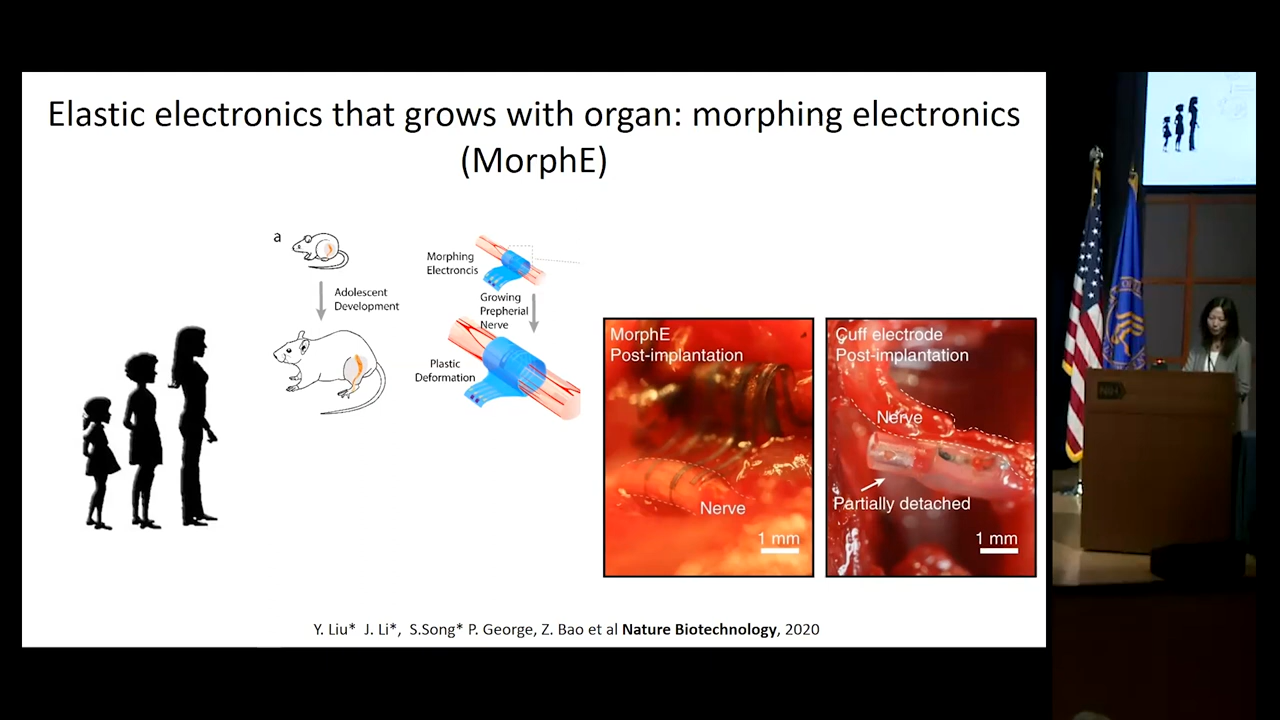 Elastic electronics that grows with organ: morphing electronics
(MorphE)
a
Adolescent
Development
Morphing
Electroncis
Growing
Prepherial
Nerve
Plastic
Deformation
MorphE
Post-implantation
Nerve
1 mm
Cuff electrode
Post-implantation
Nerve
Partially detached
1 mm
Y. Liu* J. Li*, S.Song* P. George, Z. Bao et al Nature Biotechnology, 2020
NIH